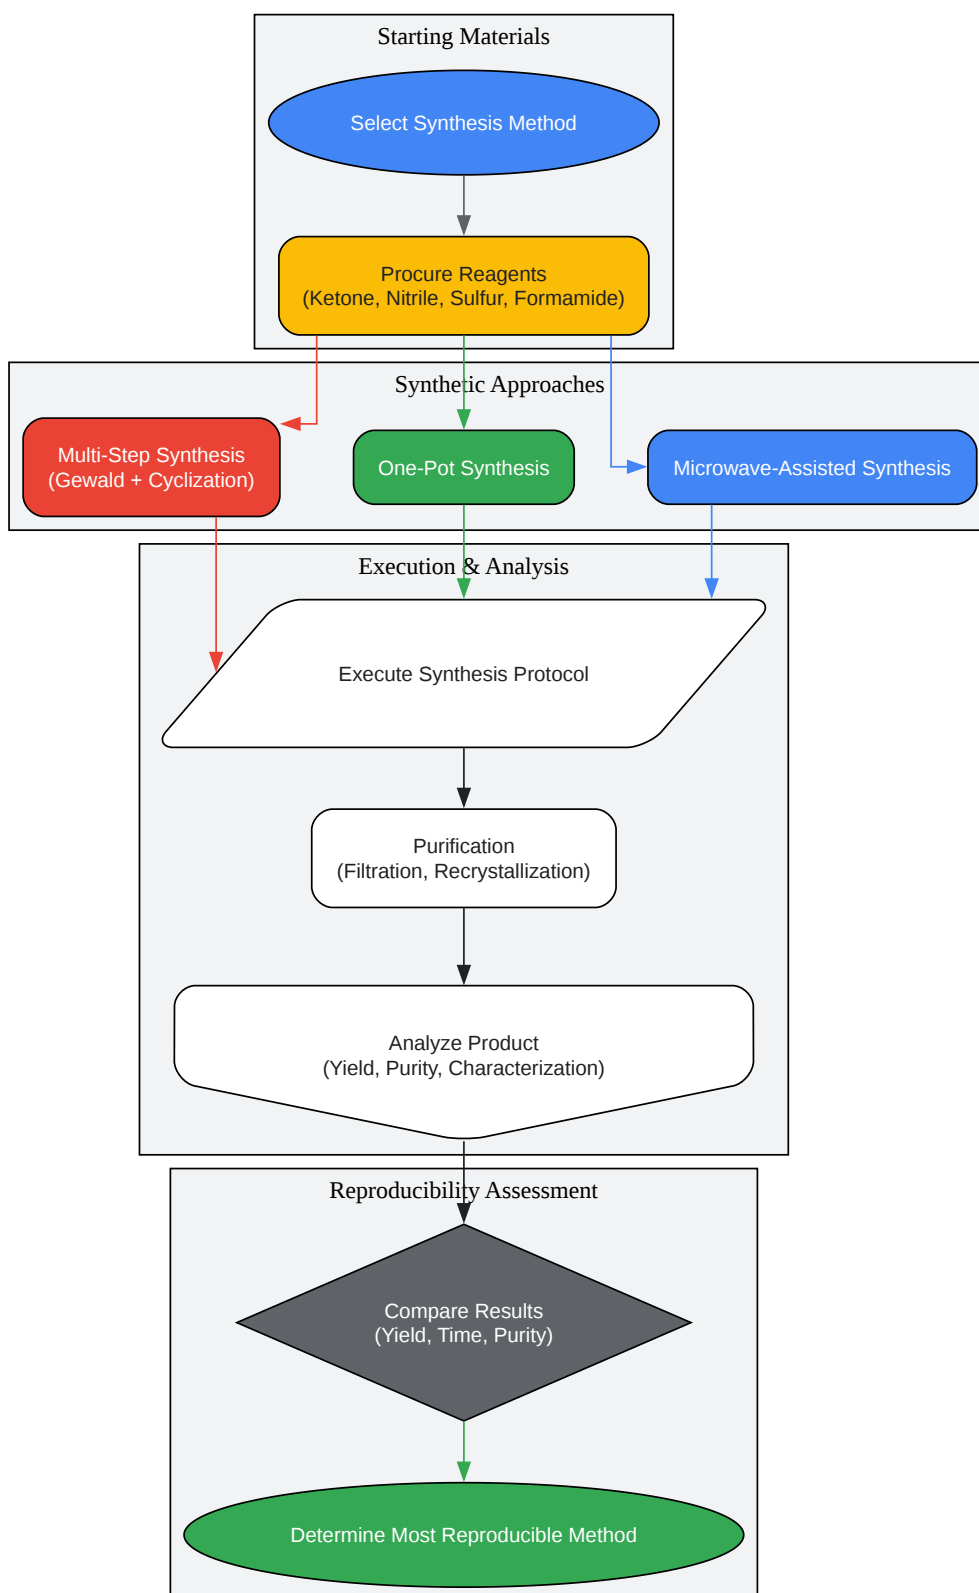 Starting Materials
Select Synthesis Method
Procure Reagents
(Ketone, Nitrile, Sulfur, Formamide)
Synthetic Approaches
Multi-Step Synthesis
(Gewald + Cyclization)
One-Pot Synthesis
Microwave-Assisted Synthesis
Execution & Analysis
Execute Synthesis Protocol
Purification
(Filtration, Recrystallization)
Analyze Product
(Yield, Purity, Characterization)
Reproducibility Assessment
Compare Results
(Yield, Time, Purity)
Determine Most Reproducible Method